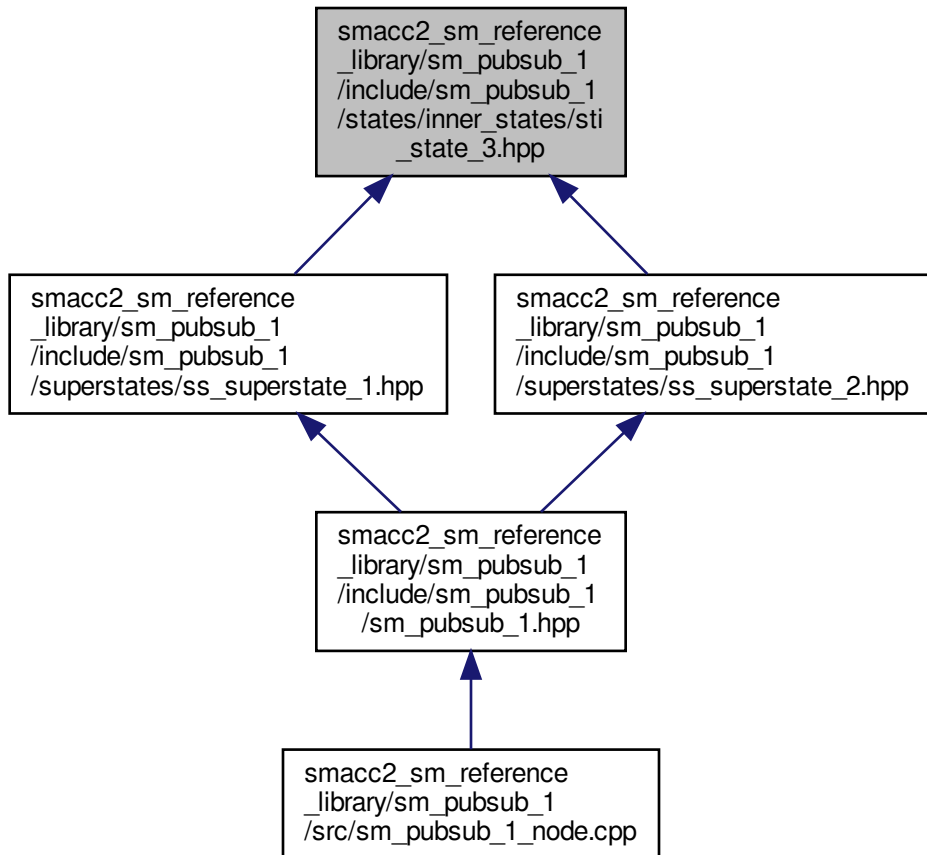 smacc2_sm_reference
_library/sm_pubsub_1
/include/sm_pubsub_1
/states/inner_states/sti
_state_3.hpp
smacc2_sm_reference
_library/sm_pubsub_1
/include/sm_pubsub_1
/superstates/ss_superstate_1.hpp
smacc2_sm_reference
_library/sm_pubsub_1
/include/sm_pubsub_1
/superstates/ss_superstate_2.hpp
smacc2_sm_reference
_library/sm_pubsub_1
/include/sm_pubsub_1
/sm_pubsub_1.hpp
smacc2_sm_reference
_library/sm_pubsub_1
/src/sm_pubsub_1_node.cpp